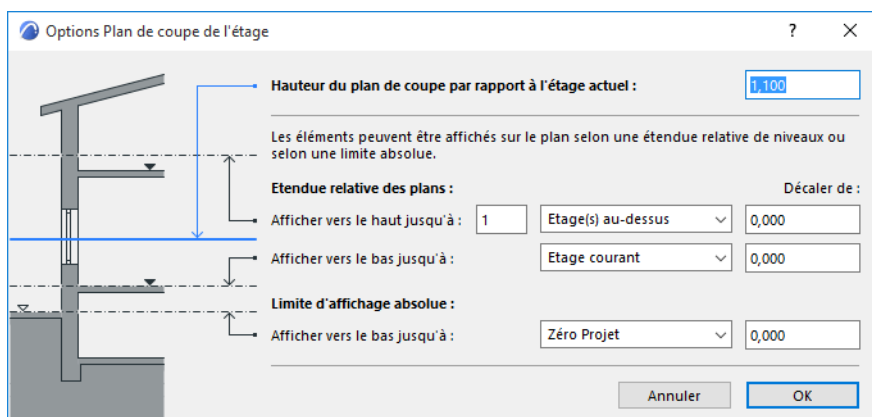 Options Plan de coupe de l'étage
?
Hauteur du plan de coupe par rapport à l'étage actuel : 1,100
Les éléments peuvent être affichés sur le plan selon une étendue relative de niveaux ou
selon une limite absolue.
Etendue relative des plans : Décaler de :
Afficher vers le haut jusqu'à : 1 Etage(s) au-dessus 0,000
Afficher vers le bas jusqu'à : Etage courant 0,000
Limite d'affichage absolue :
Afficher vers le bas jusqu'à : Zéro Projet 0,000
Annuler OK